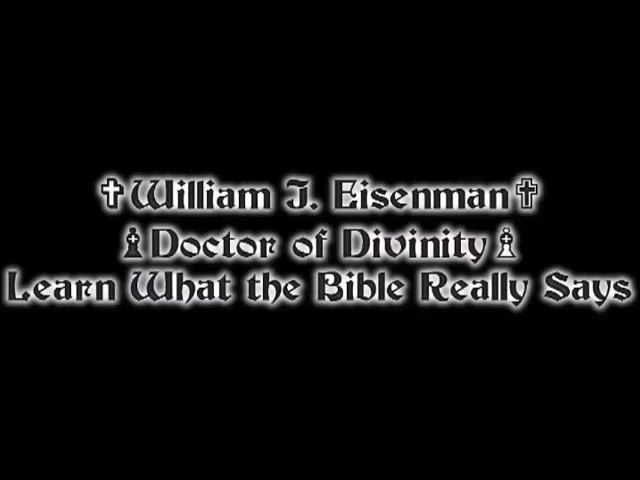 ✝William J. Eisenman✞
♝Doctor of Divinity♗
Learn What the Bible Really Says